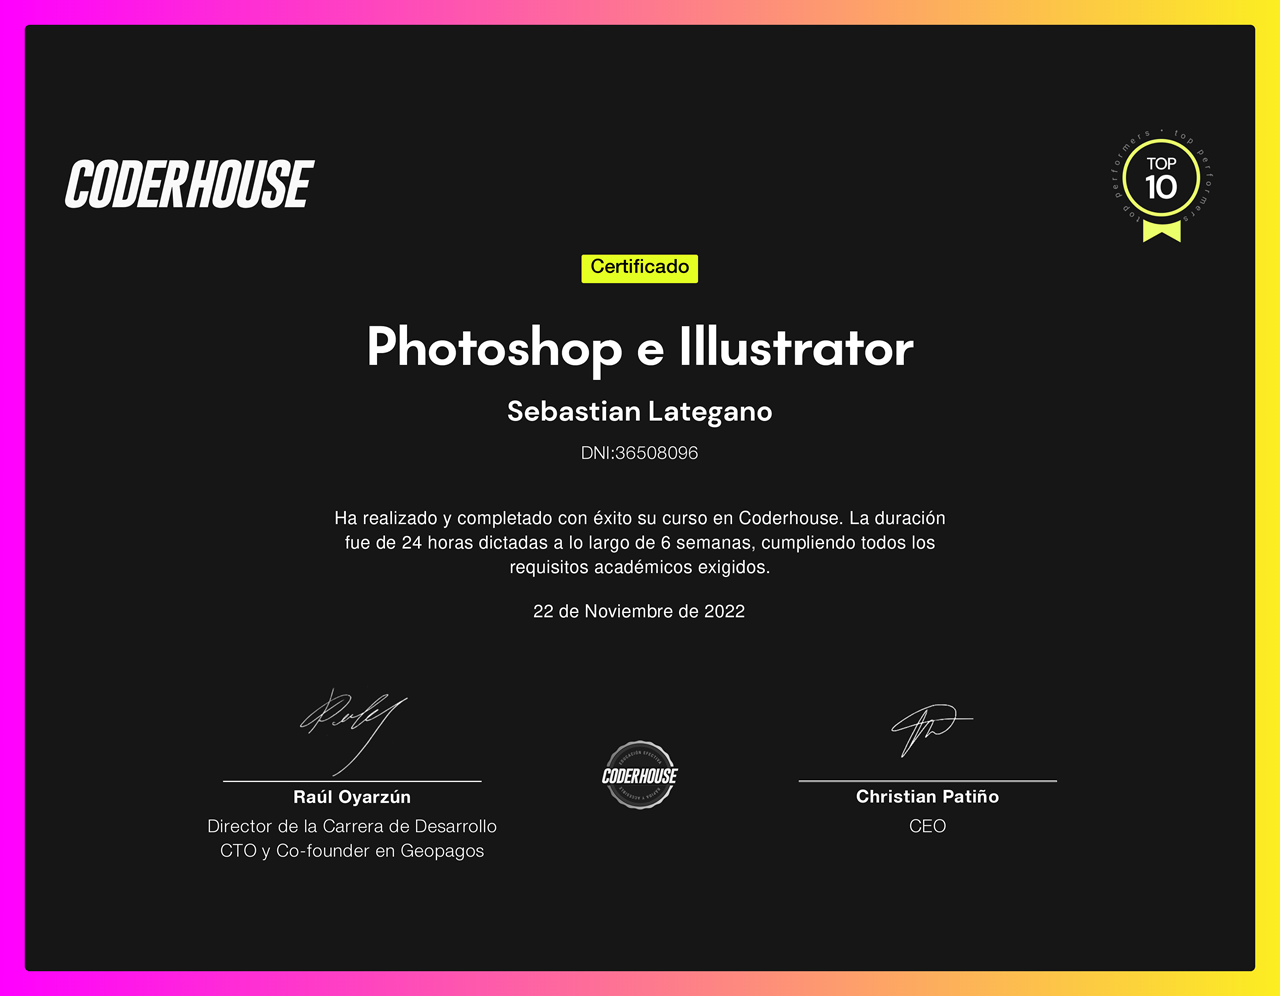 CODERHOUSE
top performers • top performers
TOP
10
Certificado
Photoshop e Illustrator
Sebastian Lategano
DNI:36508096
Ha realizado y completado con éxito su curso en Coderhouse. La duración
fue de 24 horas dictadas a lo largo de 6 semanas, cumpliendo todos los
requisitos académicos exigidos.
22 de Noviembre de 2022
EDUCACIÓN EFECTIVA
CODERHOUSE
Raúl Oyarzún
Director de la Carrera de Desarrollo
CTO y Co-founder en Geopagos
Christian Patiño
CEO